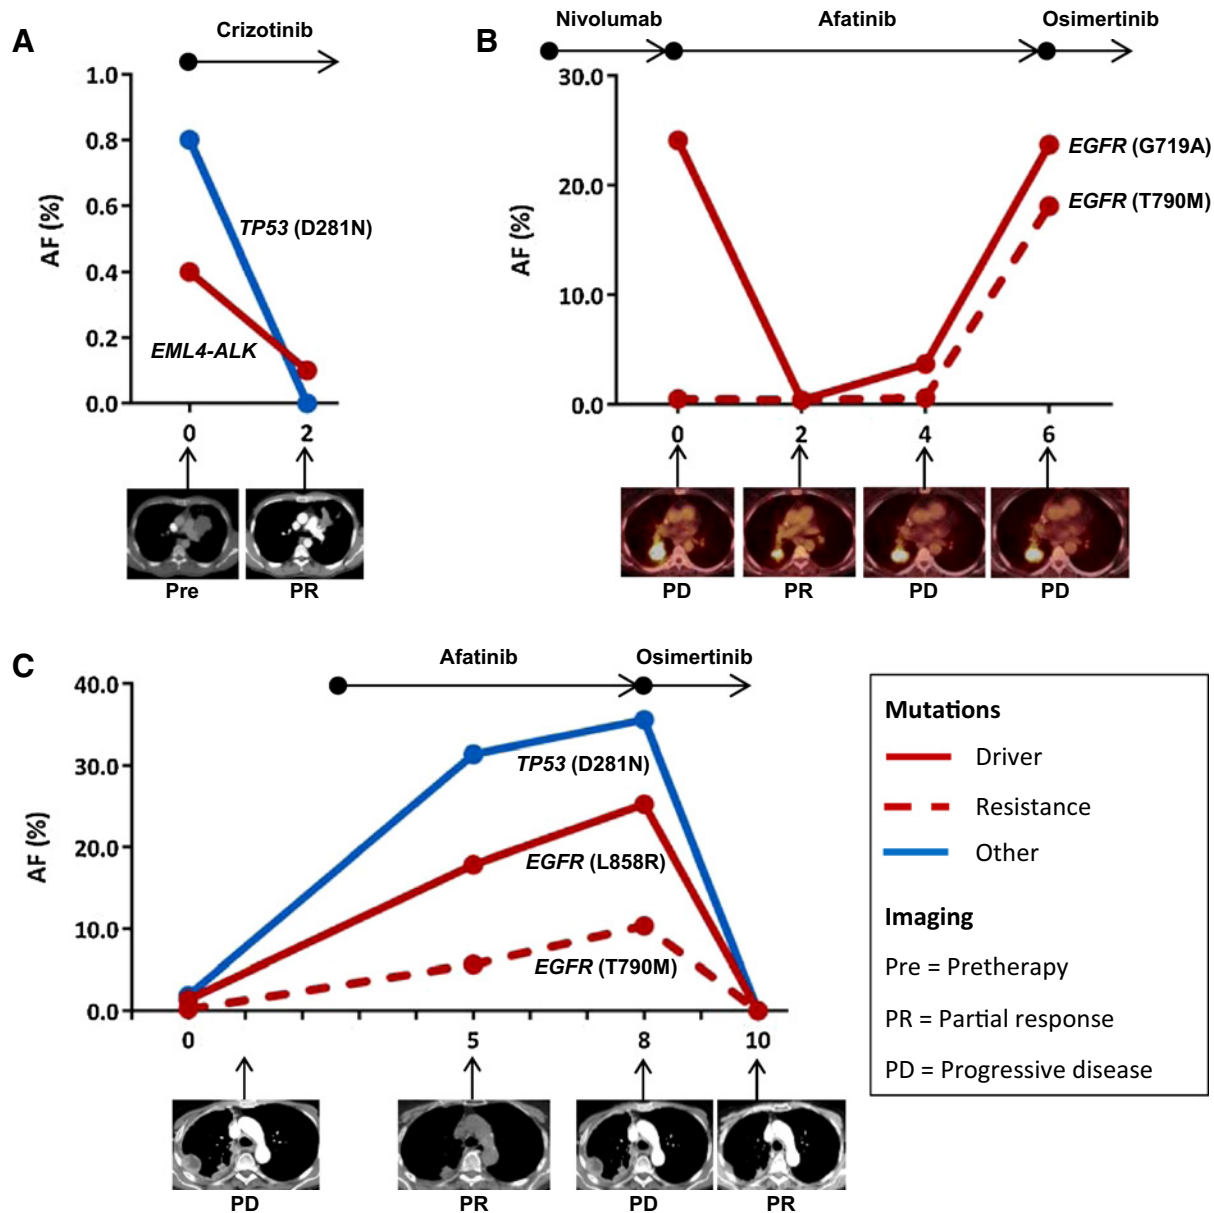 A
Crizotinib
1.0
0.8
0.6
0.4
0.2
0.0
AF (%)
TP53 (D281N)
EML4-ALK
0 2
Pre PR
B
Nivolumab Afatinib Osimertinib
30.0
20.0
10.0
0.0
AF (%)
EGFR (G719A)
EGFR (T790M)
0 2 4 6
PD PR PD PD
C
Afatinib Osimertinib
40.0
30.0
20.0
10.0
0.0
AF (%)
TP53 (D281N)
EGFR (L858R)
EGFR (T790M)
0 5 8 10
PD PR PD PR
Mutations
Driver
Resistance
Other
Imaging
Pre = Pretherapy
PR = Partial response
PD = Progressive disease